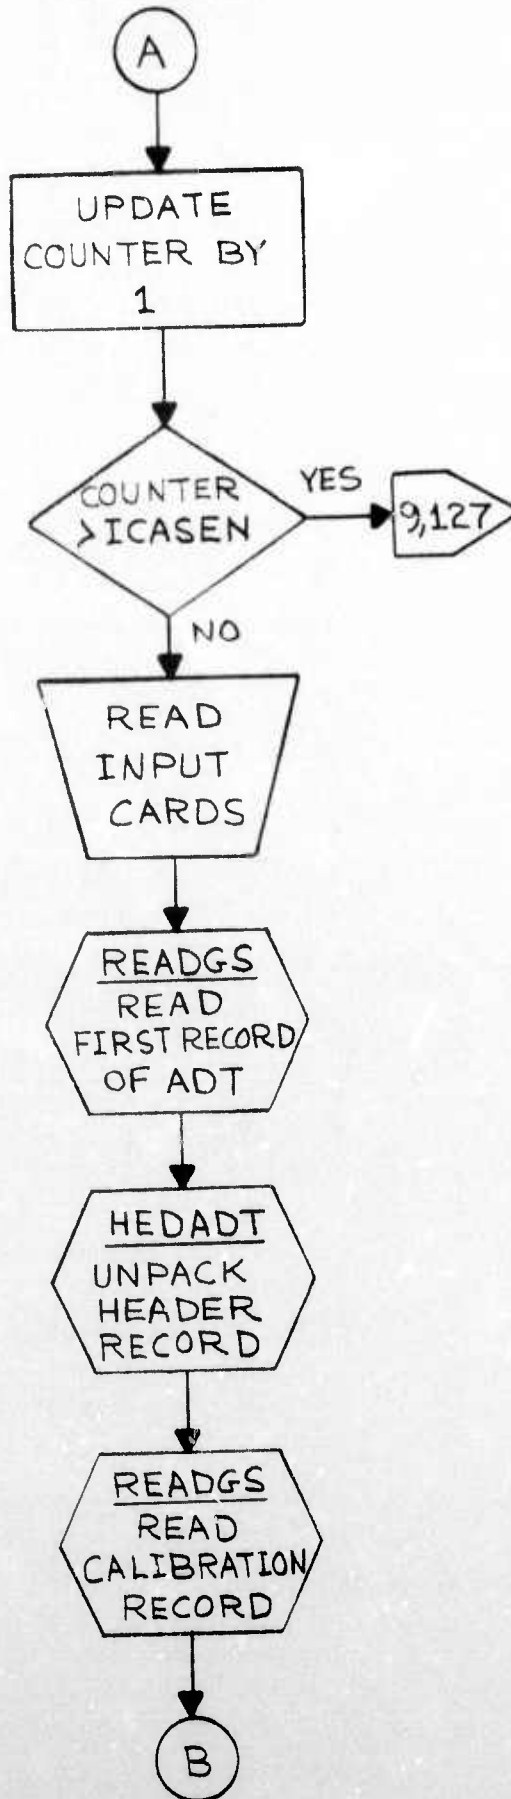 A
UPDATE
COUNTER BY
1
COUNTER
>ICASEN
YES
9,127
NO
READ
INPUT
CARDS
READGS
READ
FIRST RECORD
OF ADT
HEDADT
UNPACK
HEADER
RECORD
READGS
READ
CALIBRATION
RECORD
B